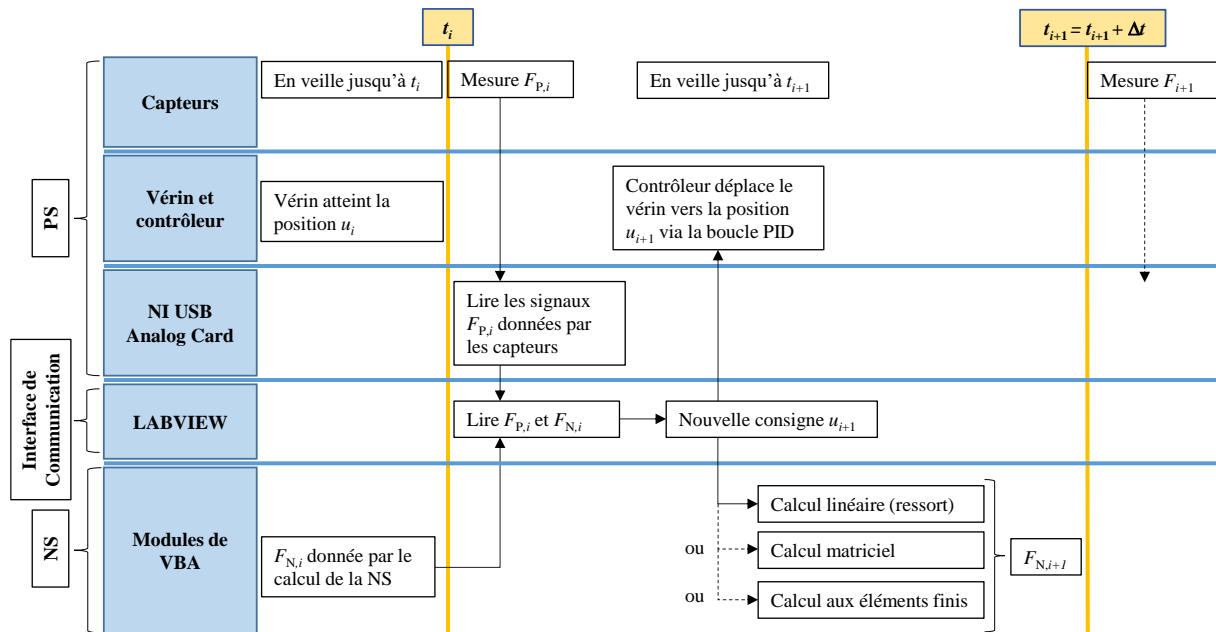 t_i
t_{i+1} = t_{i+1} + Δt
PS
Capteurs
En veille jusqu'à t_i
Mesure F_{P,i}
En veille jusqu'à t_{i+1}
Mesure F_{i+1}
Vérin et
contrôleur
Vérin atteint la
position u_i
Contrôleur déplace le
vérin vers la position
u_{i+1} via la boucle PID
NI USB
Analog Card
Lire les signaux
F_{P,i} données par
les capteurs
Interface de
Communication
LABVIEW
Lire F_{P,i} et F_{N,i}
Nouvelle consigne u_{i+1}
NS
Modules de
VBA
F_{N,i} donnée par le
calcul de la NS
Calcul linéaire (ressort)
ou
Calcul matriciel
ou
Calcul aux éléments finis
F_{N,i+1}